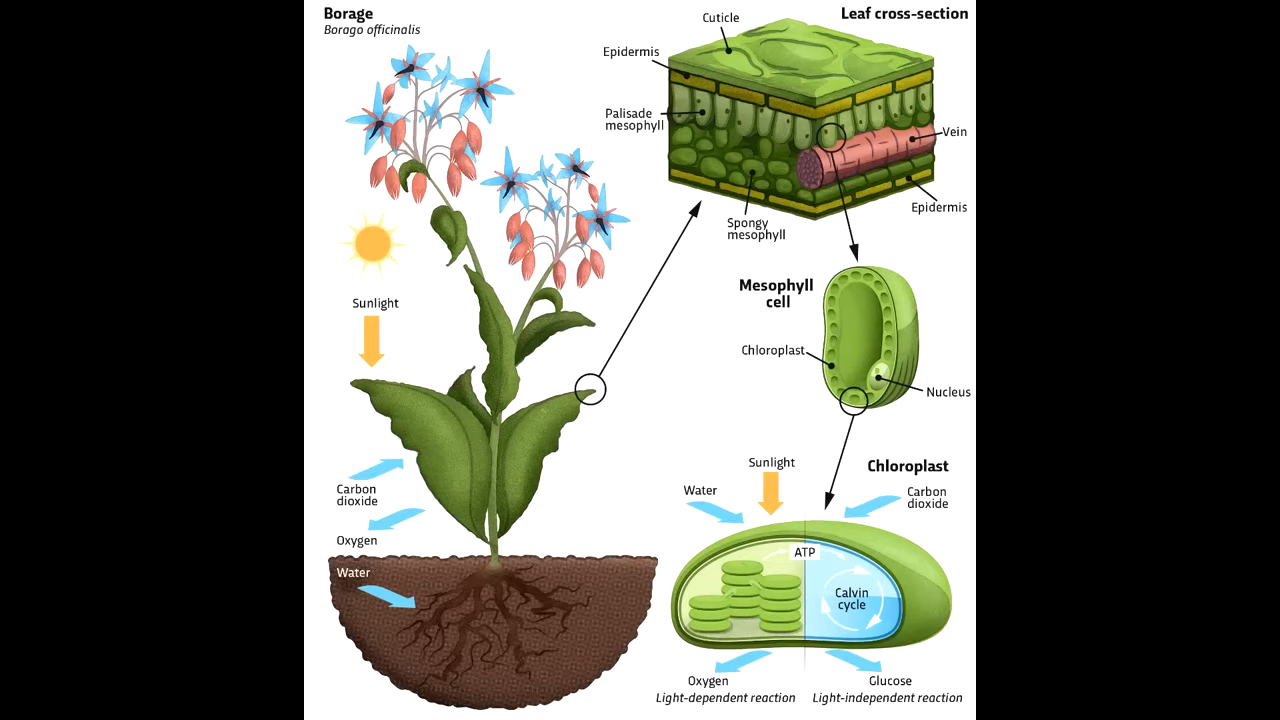 Borage
Borago officinalis
Sunlight
Carbon
dioxide
Oxygen
Water
Leaf cross-section
Cuticle
Epidermis
Palisade
mesophyll
Vein
Epidermis
Spongy
mesophyll
Mesophyll
cell
Chloroplast
Nucleus
Chloroplast
Sunlight
Water
Carbon
dioxide
ATP
Calvin
cycle
Oxygen
Glucose
Light-dependent reaction
Light-independent reaction